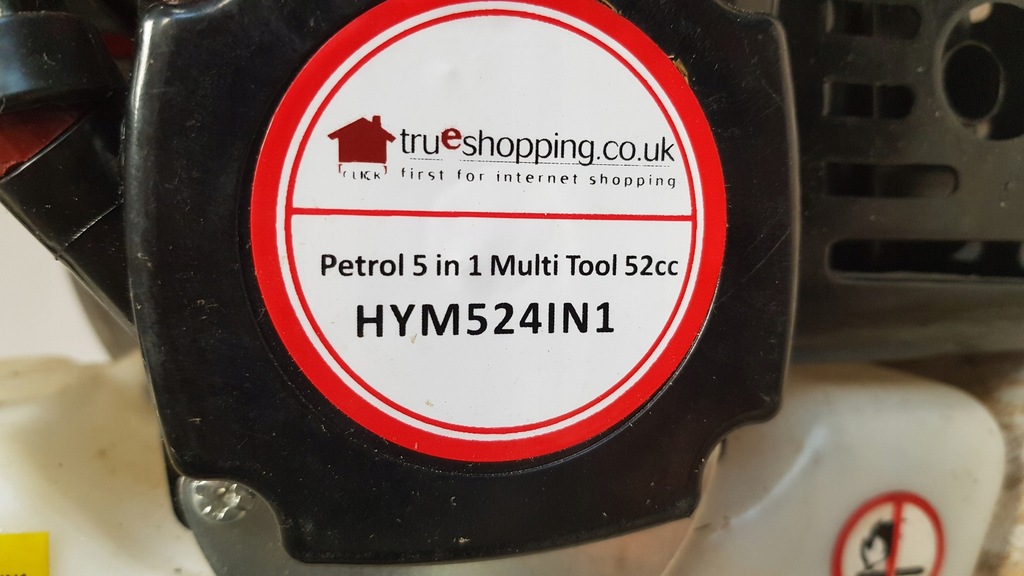 trueshopping.co.uk
CLICK first for internet shopping
Petrol 5 in 1 Multi Tool 52cc
HYM524IN1